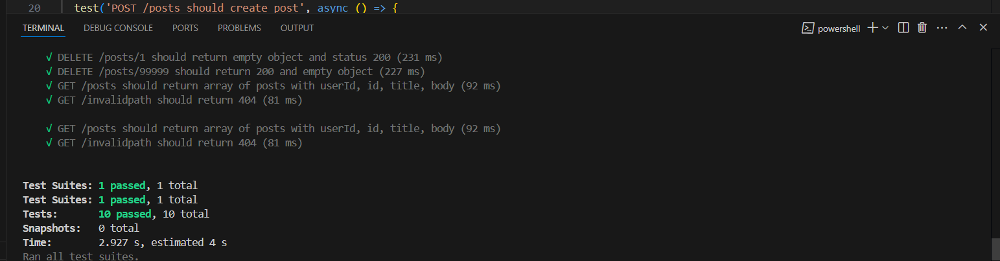 20 test('POST /posts should create post', async () => {
TERMINAL DEBUG CONSOLE PORTS PROBLEMS OUTPUT powershell
√ DELETE /posts/1 should return empty object and status 200 (231 ms)
√ DELETE /posts/99999 should return 200 and empty object (227 ms)
√ GET /posts should return array of posts with userId, id, title, body (92 ms)
√ GET /invalidpath should return 404 (81 ms)
√ GET /posts should return array of posts with userId, id, title, body (92 ms)
√ GET /invalidpath should return 404 (81 ms)
Test Suites: 1 passed, 1 total
Test Suites: 1 passed, 1 total
Tests: 10 passed, 10 total
Snapshots: 0 total
Time: 2.927 s, estimated 4 s
Ran all test suites.